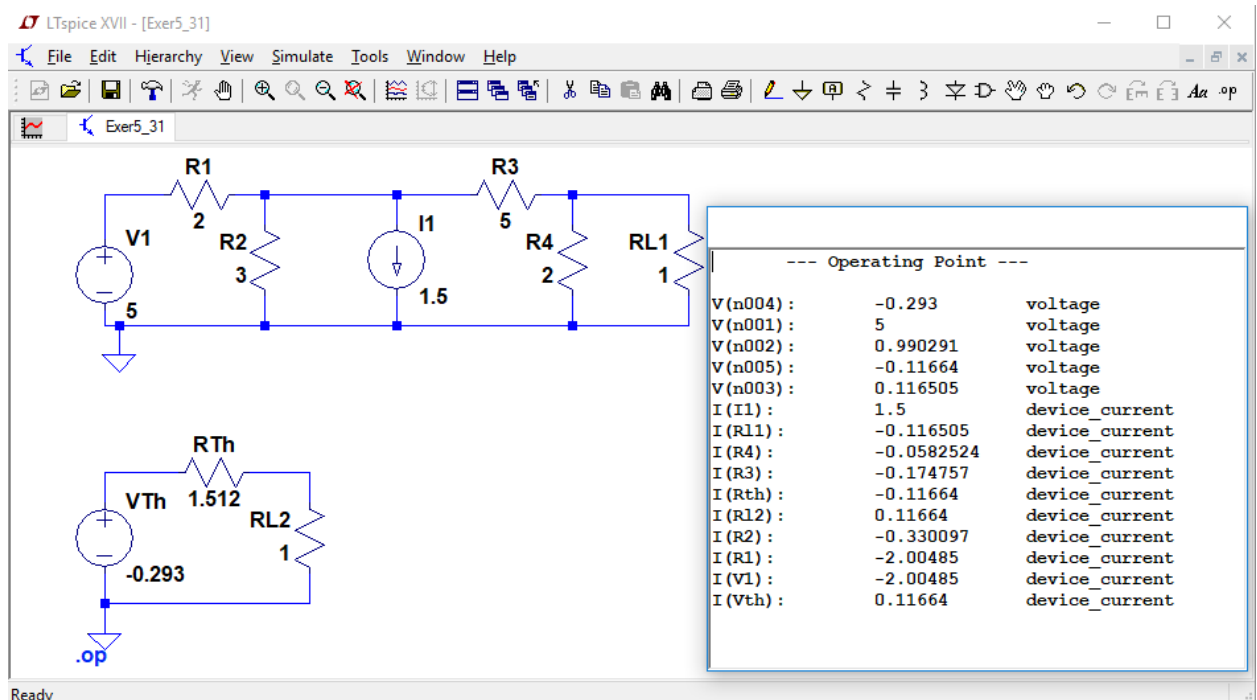 LTspice XVII - [Exer5_31]
File Edit Hierarchy View Simulate Tools Window Help
A Aa .op
Exer5_31
R1
2
V1
5
R2
3
I1
1.5
R3
5
R4
2
RL1
1
RTh
1.512
VTh
-0.293
RL2
1
.op
--- Operating Point ---
V(n004): -0.293 voltage
V(n001): 5 voltage
V(n002): 0.990291 voltage
V(n005): -0.11664 voltage
V(n003): 0.116505 voltage
I(I1): 1.5 device_current
I(Rl1): -0.116505 device_current
I(R4): -0.0582524 device_current
I(R3): -0.174757 device_current
I(Rth): -0.11664 device_current
I(Rl2): 0.11664 device_current
I(R2): -0.330097 device_current
I(R1): -2.00485 device_current
I(V1): -2.00485 device_current
I(Vth): 0.11664 device_current
Ready